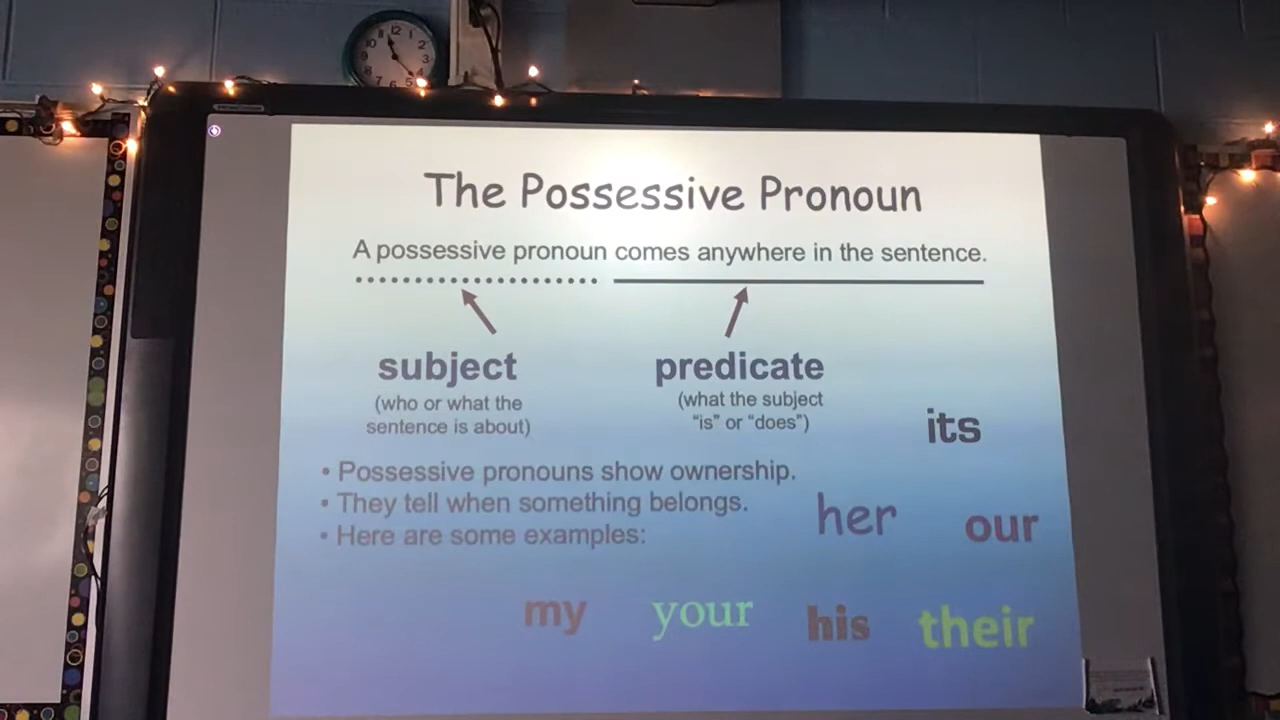 The Possessive Pronoun
A possessive pronoun comes anywhere in the sentence.
subject
(who or what the
sentence is about)
predicate
(what the subject
"is" or "does")
its
• Possessive pronouns show ownership.
• They tell when something belongs.
• Here are some examples:
her
our
my your his their